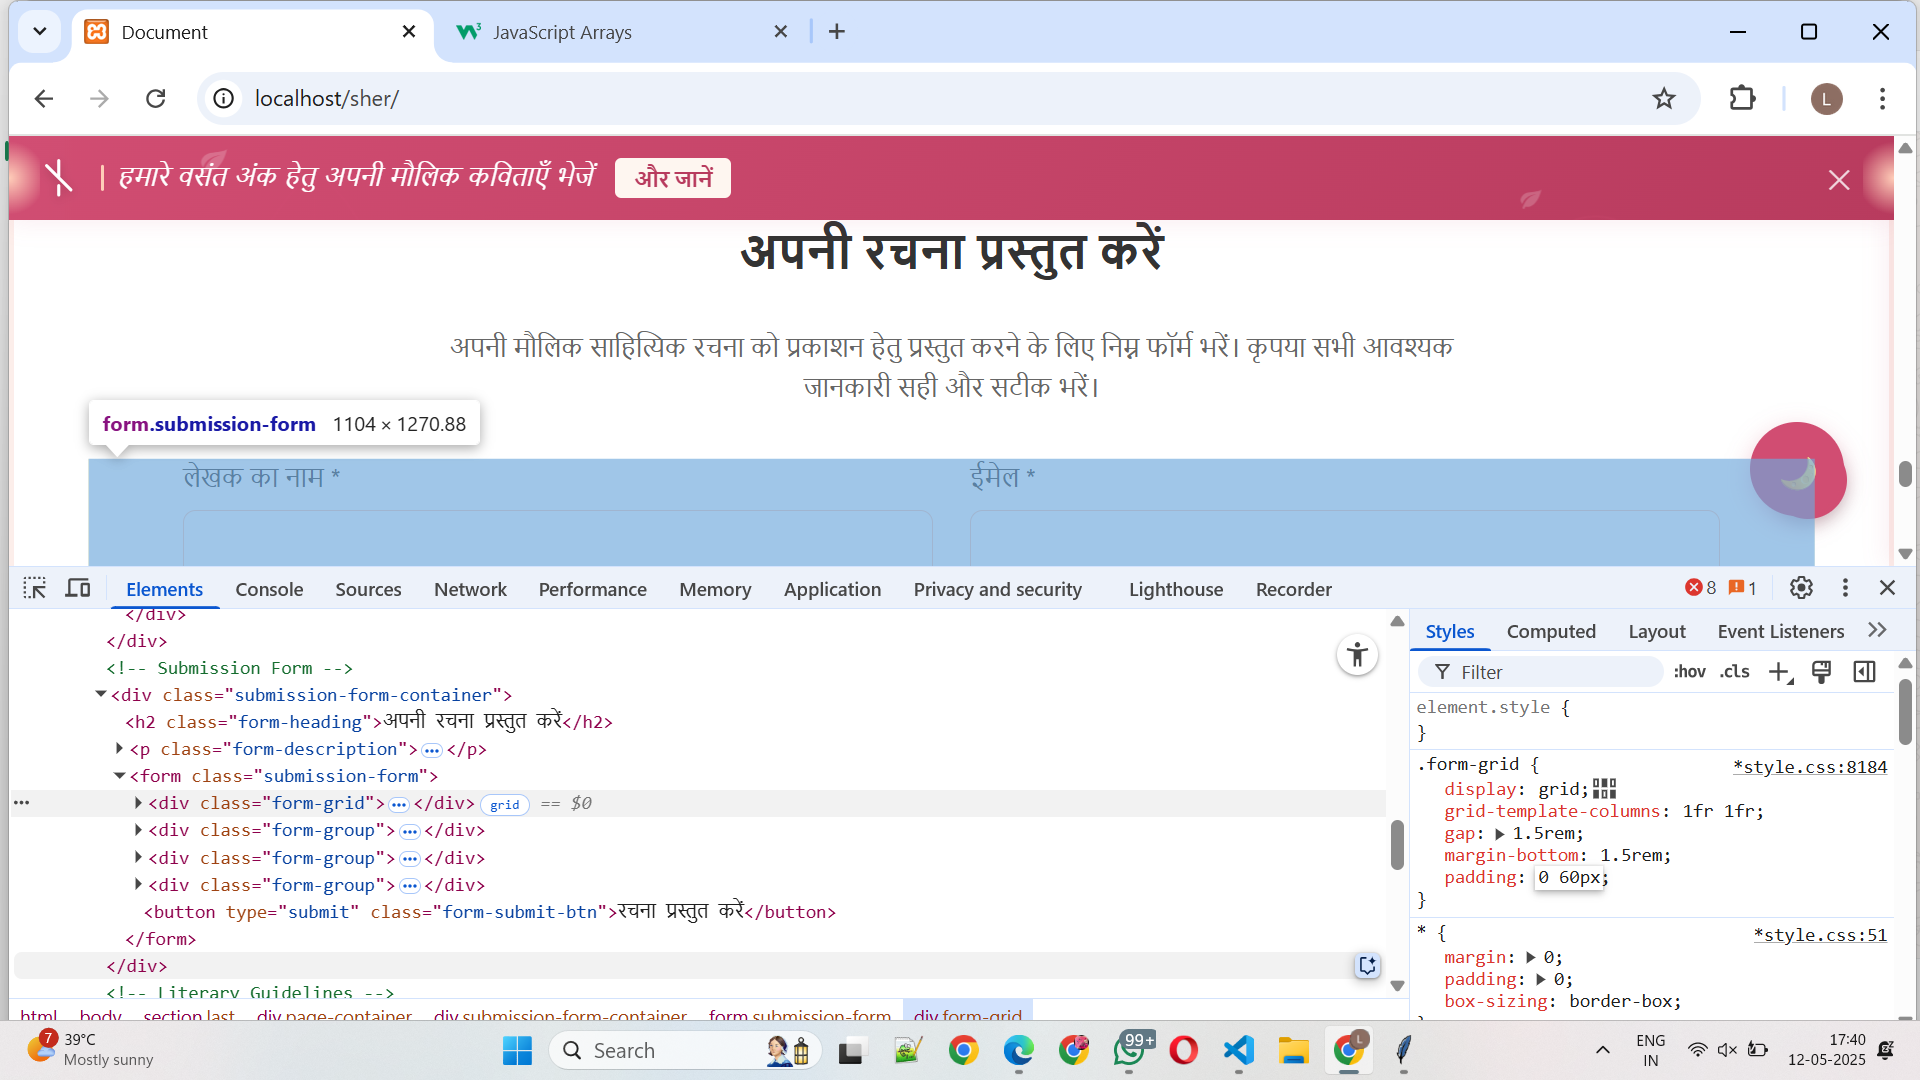 Document
JavaScript Arrays
localhost/sher/
L
| हमारे वसंत अंक हेतु अपनी मौलिक कविताएँ भेजें
और जानें
अपनी रचना प्रस्तुत करें
अपनी मौलिक साहित्यिक रचना को प्रकाशन हेतु प्रस्तुत करने के लिए निम्न फॉर्म भरें। कृपया सभी आवश्यक
जानकारी सही और सटीक भरें।
form.submission-form 1104 × 1270.88
लेखक का नाम *
ईमेल *
Elements Console Sources Network Performance Memory Application Privacy and security Lighthouse Recorder 8 1
</div>
</div>
<!-- Submission Form -->
<div class="submission-form-container">
<h2 class="form-heading">अपनी रचना प्रस्तुत करें</h2>
<p class="form-description">…</p>
<form class="submission-form">
<div class="form-grid">…</div> grid == $0
<div class="form-group">…</div>
<div class="form-group">…</div>
<div class="form-group">…</div>
<button type="submit" class="form-submit-btn">रचना प्रस्तुत करें</button>
</form>
</div>
<!-- Literary Guidelines -->
html body section.last div.page-container div.submission-form-container form.submission-form div.form-grid
Styles Computed Layout Event Listeners
Filter :hov .cls
element.style {
}
.form-grid { *style.css:8184
display: grid;
grid-template-columns: 1fr 1fr;
gap: 1.5rem;
margin-bottom: 1.5rem;
padding: 0 60px;
}
* { *style.css:51
margin: 0;
padding: 0;
box-sizing: border-box;
7
39°C
Mostly sunny
Search
99+
L
ENG
IN
17:40
12-05-2025